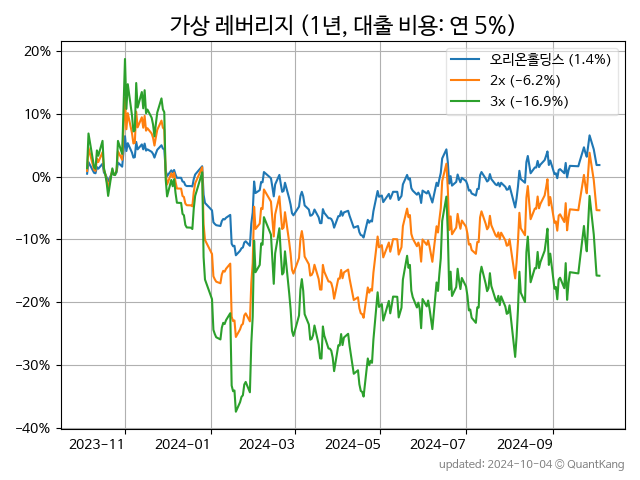 가상 레버리지 (1년, 대출 비용: 연 5%)
오리온홀딩스 (1.4%)
2x (−6.2%)
3x (−16.9%)
20%
10%
0%
−10%
−20%
−30%
−40%
2023-11 2024-01 2024-03 2024-05 2024-07 2024-09
updated: 2024-10-04 © QuantKang